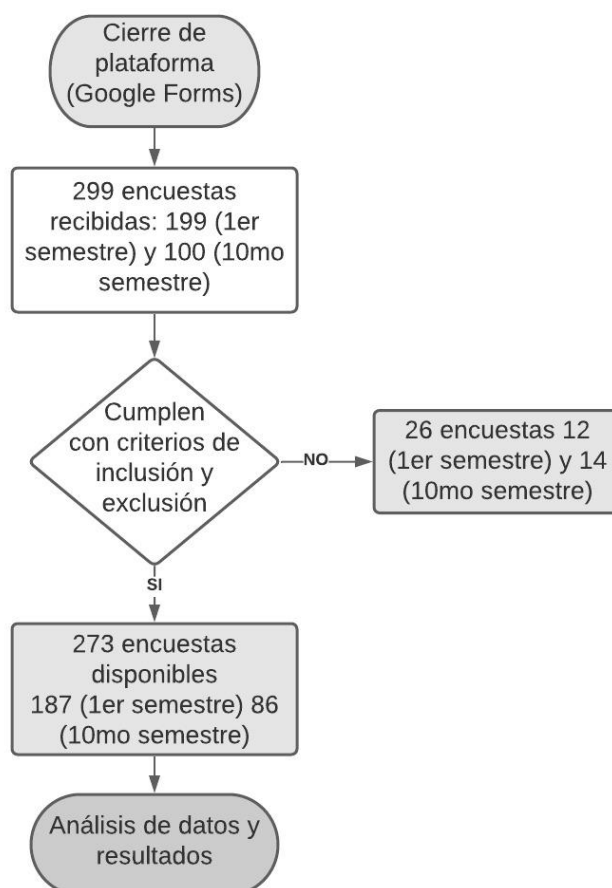 Cierre de
plataforma
(Google Forms)
299 encuestas
recibidas: 199 (1er
semestre) y 100 (10mo
semestre)
Cumplen
con criterios de
inclusión y
exclusión
NO
26 encuestas 12
(1er semestre) y 14
(10mo semestre)
SI
273 encuestas
disponibles
187 (1er semestre) 86
(10mo semestre)
Análisis de datos y
resultados